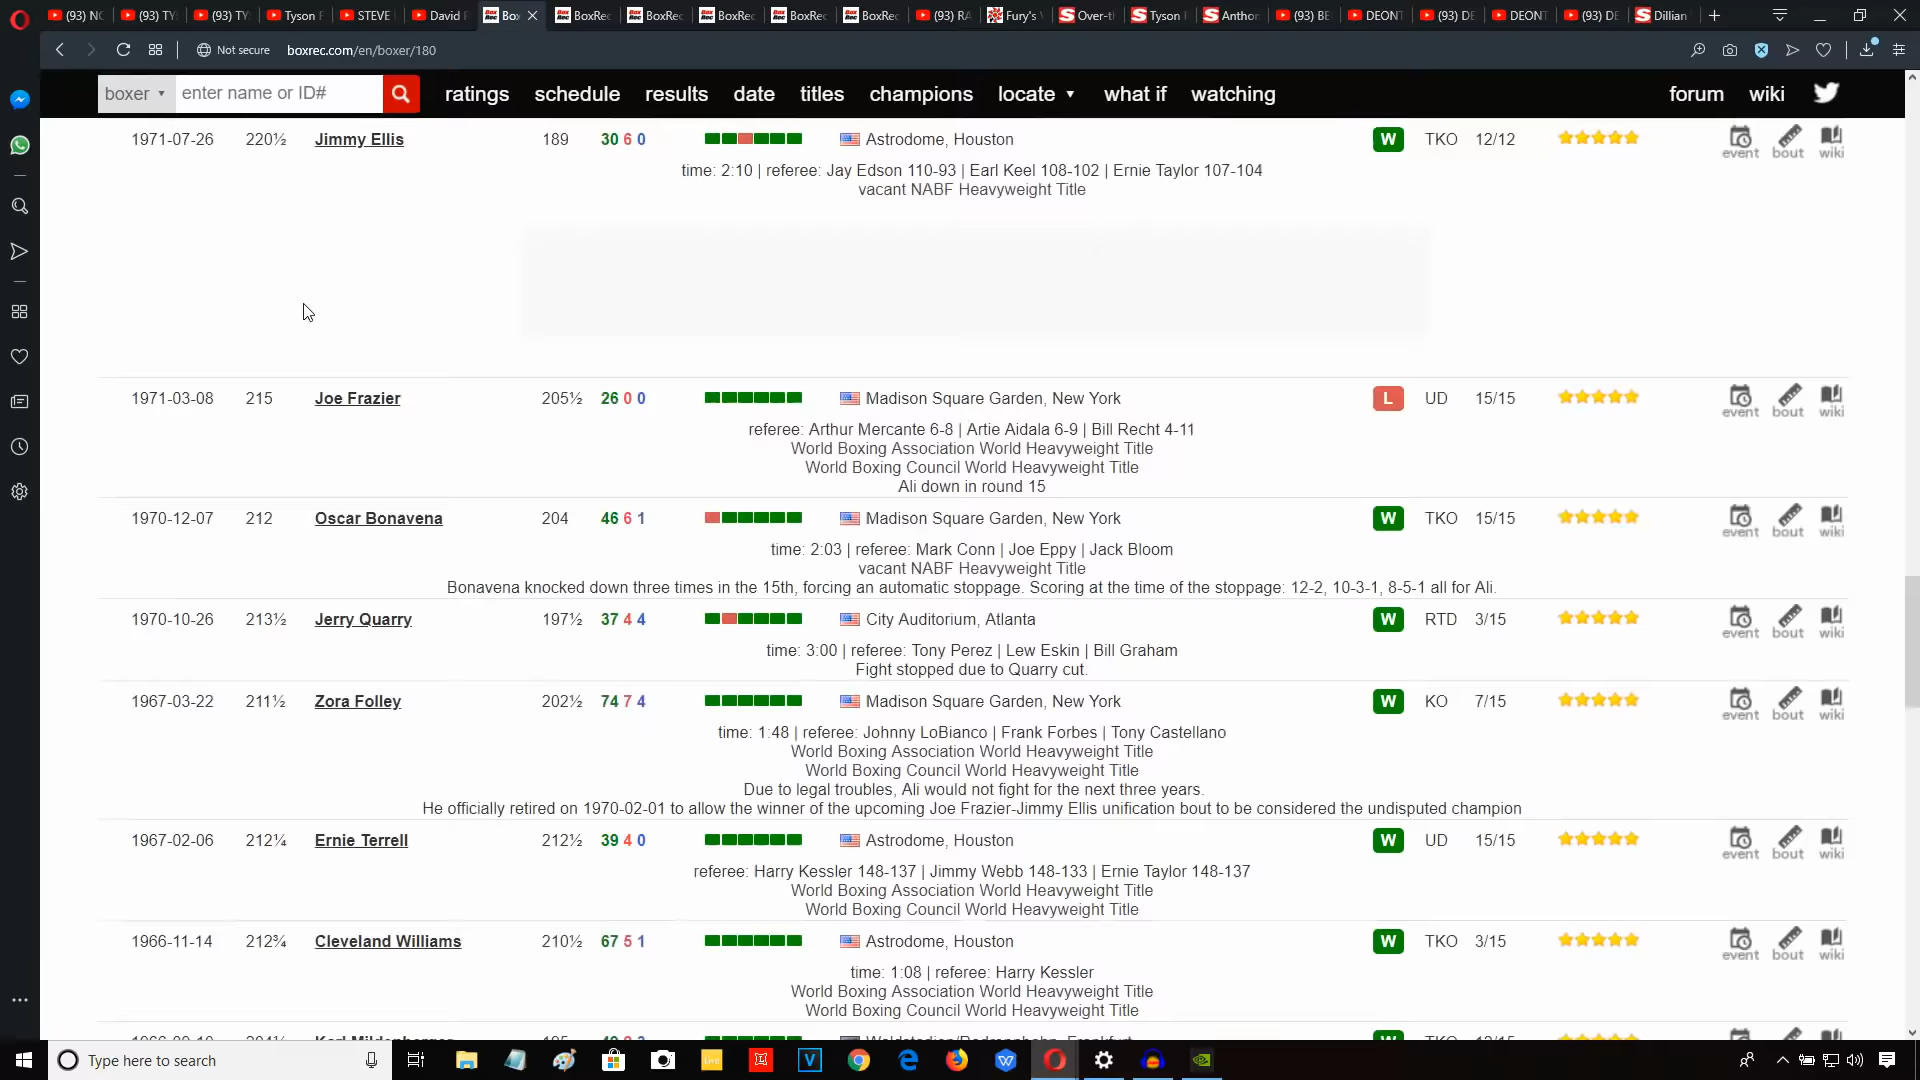 (93) NC
(93) TY
(93) TY
Tyson F
STEVE
David F
Box
BoxRec
BoxRec
BoxRec
BoxRec
BoxRec
(93) RA
Fury's
Over-th
Tyson
Anthon
(93) BE
DEONT
(93) DE
DEONT
(93) DE
Dillian
Not secure boxrec.com/en/boxer/180
boxer enter name or ID# ratings schedule results date titles champions locate what if watching forum wiki
1971-07-26 220½ Jimmy Ellis 189 30 6 0 Astrodome, Houston W TKO 12/12 event bout wiki
time: 2:10 | referee: Jay Edson 110-93 | Earl Keel 108-102 | Ernie Taylor 107-104
vacant NABF Heavyweight Title
1971-03-08 215 Joe Frazier 205½ 26 0 0 Madison Square Garden, New York L UD 15/15 event bout wiki
referee: Arthur Mercante 6-8 | Artie Aidala 6-9 | Bill Recht 4-11
World Boxing Association World Heavyweight Title
World Boxing Council World Heavyweight Title
Ali down in round 15
1970-12-07 212 Oscar Bonavena 204 46 6 1 Madison Square Garden, New York W TKO 15/15 event bout wiki
time: 2:03 | referee: Mark Conn | Joe Eppy | Jack Bloom
vacant NABF Heavyweight Title
Bonavena knocked down three times in the 15th, forcing an automatic stoppage. Scoring at the time of the stoppage: 12-2, 10-3-1, 8-5-1 all for Ali.
1970-10-26 213½ Jerry Quarry 197½ 37 4 4 City Auditorium, Atlanta W RTD 3/15 event bout wiki
time: 3:00 | referee: Tony Perez | Lew Eskin | Bill Graham
Fight stopped due to Quarry cut.
1967-03-22 211½ Zora Folley 202½ 74 7 4 Madison Square Garden, New York W KO 7/15 event bout wiki
time: 1:48 | referee: Johnny LoBianco | Frank Forbes | Tony Castellano
World Boxing Association World Heavyweight Title
World Boxing Council World Heavyweight Title
Due to legal troubles, Ali would not fight for the next three years.
He officially retired on 1970-02-01 to allow the winner of the upcoming Joe Frazier-Jimmy Ellis unification bout to be considered the undisputed champion
1967-02-06 212¼ Ernie Terrell 212½ 39 4 0 Astrodome, Houston W UD 15/15 event bout wiki
referee: Harry Kessler 148-137 | Jimmy Webb 148-133 | Ernie Taylor 148-137
World Boxing Association World Heavyweight Title
World Boxing Council World Heavyweight Title
1966-11-14 212¾ Cleveland Williams 210½ 67 5 1 Astrodome, Houston W TKO 3/15 event bout wiki
time: 1:08 | referee: Harry Kessler
World Boxing Association World Heavyweight Title
World Boxing Council World Heavyweight Title
Type here to search